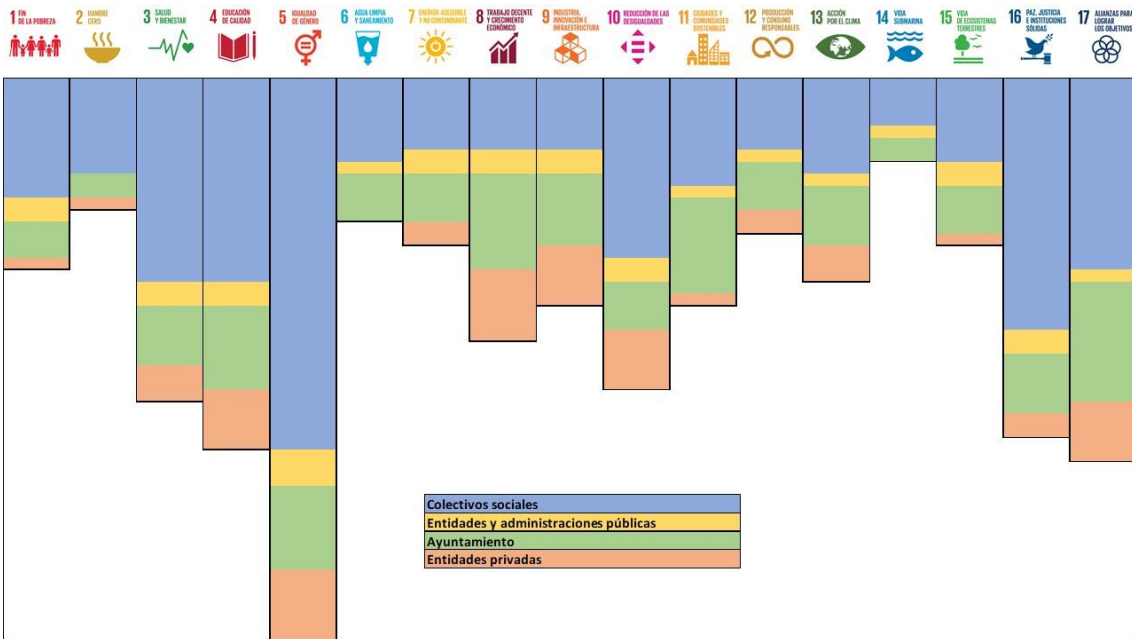 1 FIN
DE LA POBREZA
2 HAMBRE
CERO
3 SALUD
Y BIENESTAR
4 EDUCACIÓN
DE CALIDAD
5 IGUALDAD
DE GÉNERO
6 AGUA LIMPIA
Y SANEAMIENTO
7 ENERGÍA ASEQUIBLE
Y NO CONTAMINANTE
8 TRABAJO DECENTE
Y CRECIMIENTO
ECONÓMICO
9 INDUSTRIA,
INNOVACIÓN E
INFRAESTRUCTURA
10 REDUCCIÓN DE LAS
DESIGUALDADES
11 CIUDADES Y
COMUNIDADES
SOSTENIBLES
12 PRODUCCIÓN
Y CONSUMO
RESPONSABLES
13 ACCIÓN
POR EL CLIMA
14 VIDA
SUBMARINA
15 VIDA
DE ECOSISTEMAS
TERRESTRES
16 PAZ, JUSTICIA
E INSTITUCIONES
SÓLIDAS
17 ALIANZAS PARA
LOGRAR
LOS OBJETIVOS
Colectivos sociales
Entidades y administraciones públicas
Ayuntamiento
Entidades privadas